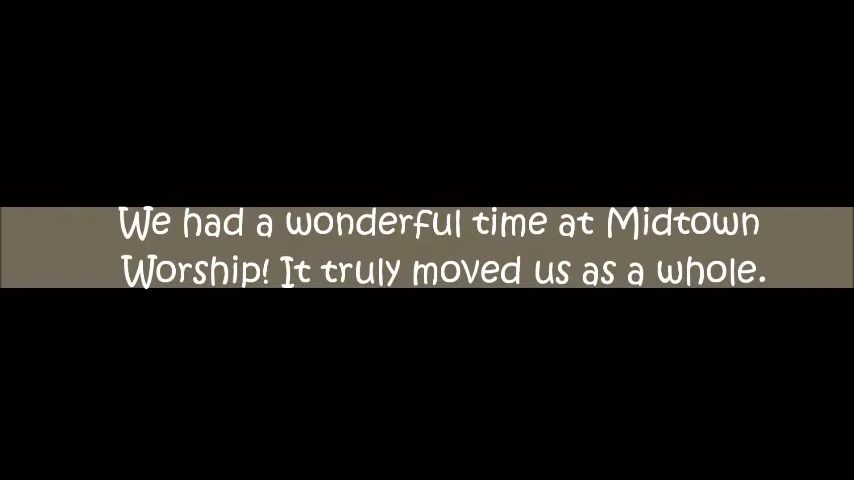 We had a wonderful time at Midtown
Worship! It truly moved us as a whole.